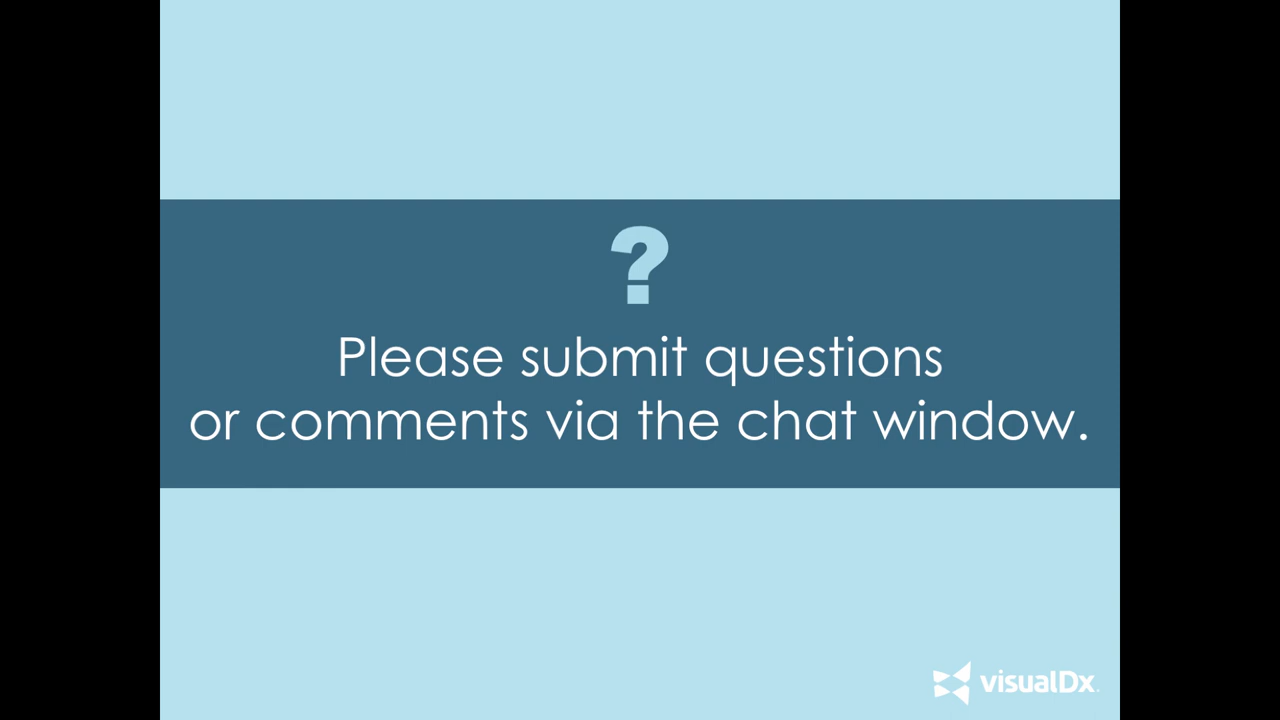 ?
Please submit questions
or comments via the chat window.
visualDx